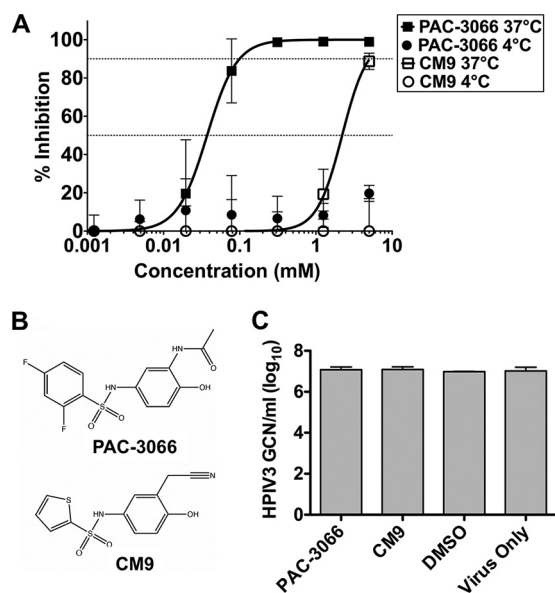 A
PAC-3066 37°C
PAC-3066 4°C
CM9 37°C
CM9 4°C
% Inhibition
100
80
60
40
20
0
0.001 0.01 0.1 1 10
Concentration (mM)
B
HN
O
F
HN
OH
S
O O
F
PAC-3066
N
S
HN
OH
S
O O
CM9
C
HPIV3 GCN/ml (log10)
10
8
6
4
2
0
PAC-3066
CM9
DMSO
Virus Only